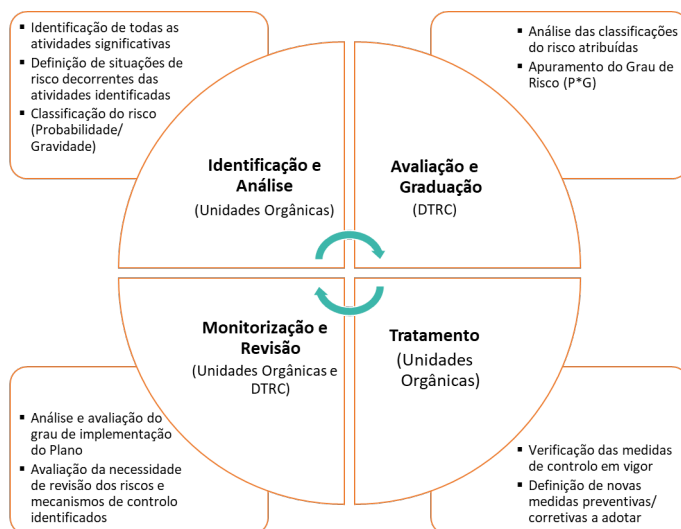 ▪ Identificação de todas as
atividades significativas
▪ Definição de situações de
risco decorrentes das
atividades identificadas
▪ Classificação do risco
(Probabilidade/
Gravidade)
▪ Análise das classificações
do risco atribuídas
▪ Apuramento do Grau de
Risco (P*G)
Identificação e
Análise
(Unidades Orgânicas)
Avaliação e
Graduação
(DTRC)
Monitorização e
Revisão
(Unidades Orgânicas e
DTRC)
Tratamento
(Unidades
Orgânicas)
▪ Análise e avaliação do
grau de implementação
do Plano
▪ Avaliação da necessidade
de revisão dos riscos e
mecanismos de controlo
identificados
▪ Verificação das medidas
de controlo em vigor
▪ Definição de novas
medidas preventivas/
corretivas a adotar